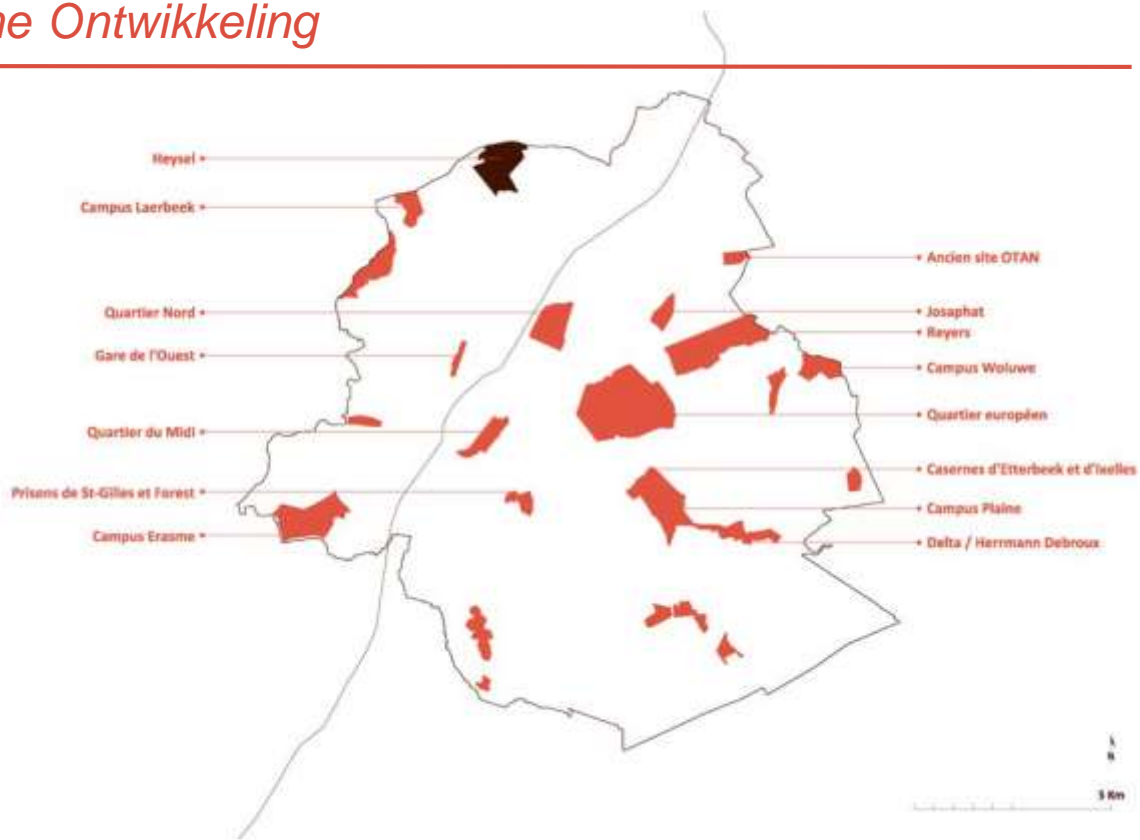 ne Ontwikkeling
Heysel
Campus Laerbeek
Quartier Nord
Gare de l'Ouest
Quartier du Midi
Prisons de St-Gilles et Forest
Campus Erasme
Ancien site OTAN
Josaphat
Reyers
Campus Woluwe
Quartier européen
Casernes d'Etterbeek et d'Ixelles
Campus Plaine
Delta / Herrmann Debroux
N
5 Km